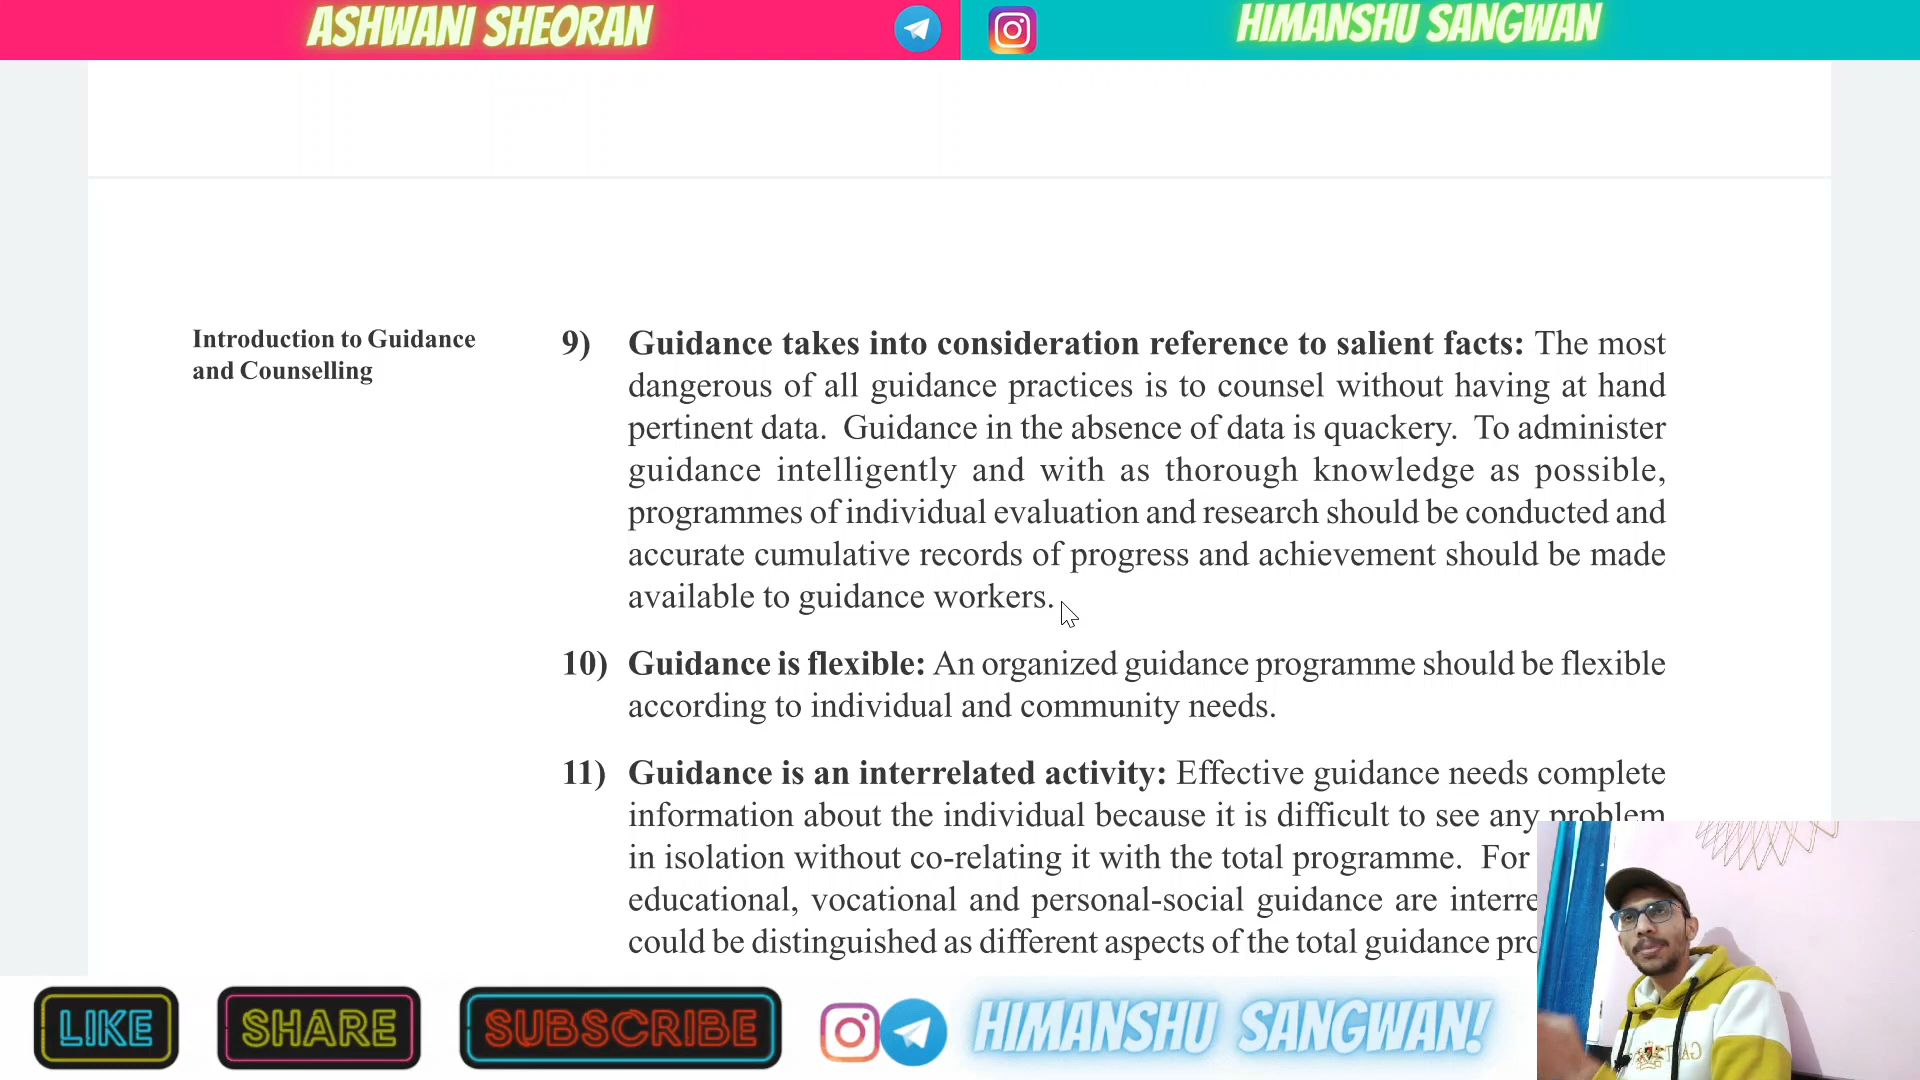 ASHWANI SHEORAN
HIMANSHU SANGWAN
Introduction to Guidance
and Counselling
9) Guidance takes into consideration reference to salient facts: The most
dangerous of all guidance practices is to counsel without having at hand
pertinent data. Guidance in the absence of data is quackery. To administer
guidance intelligently and with as thorough knowledge as possible,
programmes of individual evaluation and research should be conducted and
accurate cumulative records of progress and achievement should be made
available to guidance workers.
10) Guidance is flexible: An organized guidance programme should be flexible
according to individual and community needs.
11) Guidance is an interrelated activity: Effective guidance needs complete
information about the individual because it is difficult to see any problem
in isolation without co-relating it with the total programme. For
educational, vocational and personal-social guidance are
could be distinguished as different aspects of the total guidance
LIKE
SHARE
SUBSCRIBE
HIMANSHU SANGWAN!